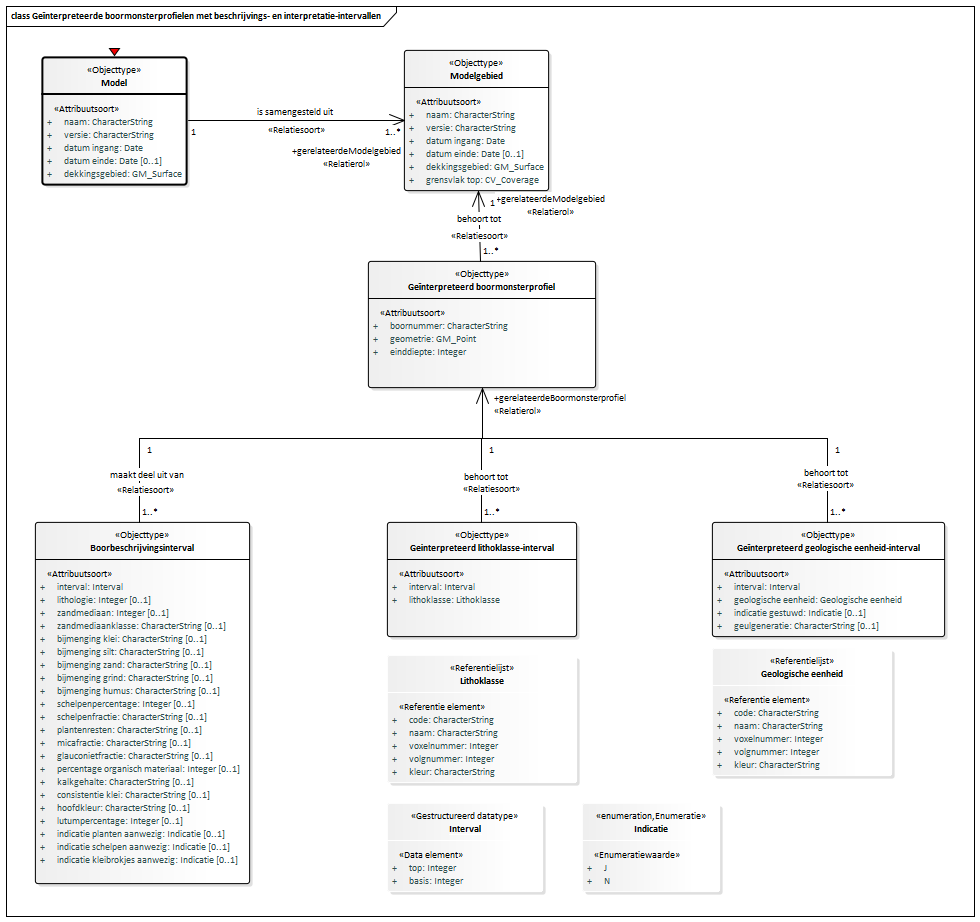 class Geïnterpreteerde boormonsterprofielen met beschrijvings- en interpretatie-intervallen
«Objecttype»
Model
«Attribuutsoort»
+ naam: CharacterString
+ versie: CharacterString
+ datum ingang: Date
+ datum einde: Date [0..1]
+ dekkingsgebied: GM_Surface
is samengesteld uit
1
«Relatiesoort»
1..*
+gerelateerdeModelgebied
«Relatierol»
«Objecttype»
Modelgebied
«Attribuutsoort»
+ naam: CharacterString
+ versie: CharacterString
+ datum ingang: Date
+ datum einde: Date [0..1]
+ dekkingsgebied: GM_Surface
+ grensvlak top: CV_Coverage
1 +gerelateerdeModelgebied
«Relatierol»
behoort tot
«Relatiesoort»
1..*
«Objecttype»
Geïnterpreteerd boormonsterprofiel
«Attribuutsoort»
+ boornummer: CharacterString
+ geometrie: GM_Point
+ einddiepte: Integer
+gerelateerdeBoormonsterprofiel
«Relatierol»
1
maakt deel uit van
«Relatiesoort»
1..*
1
behoort tot
«Relatiesoort»
1..*
1
behoort tot
«Relatiesoort»
1..*
«Objecttype»
Boorbeschrijvingsinterval
«Attribuutsoort»
+ interval: Interval
+ lithologie: Integer [0..1]
+ zandmediaan: Integer [0..1]
+ zandmediaanklasse: CharacterString [0..1]
+ bijmenging klei: CharacterString [0..1]
+ bijmenging silt: CharacterString [0..1]
+ bijmenging zand: CharacterString [0..1]
+ bijmenging grind: CharacterString [0..1]
+ bijmenging humus: CharacterString [0..1]
+ schelpenpercentage: Integer [0..1]
+ schelpenfractie: CharacterString [0..1]
+ plantenresten: CharacterString [0..1]
+ micafractie: CharacterString [0..1]
+ glauconietfractie: CharacterString [0..1]
+ percentage organisch materiaal: Integer [0..1]
+ kalkgehalte: CharacterString [0..1]
+ consistentie klei: CharacterString [0..1]
+ hoofdkleur: CharacterString [0..1]
+ lutumpercentage: Integer [0..1]
+ indicatie planten aanwezig: Indicatie [0..1]
+ indicatie schelpen aanwezig: Indicatie [0..1]
+ indicatie kleibrokjes aanwezig: Indicatie [0..1]
«Objecttype»
Geïnterpreteerd lithoklasse-interval
«Attribuutsoort»
+ interval: Interval
+ lithoklasse: Lithoklasse
«Objecttype»
Geïnterpreteerd geologische eenheid-interval
«Attribuutsoort»
+ interval: Interval
+ geologische eenheid: Geologische eenheid
+ indicatie gestuwd: Indicatie [0..1]
+ geulgeneratie: CharacterString [0..1]
«Referentielijst»
Lithoklasse
«Referentie element»
+ code: CharacterString
+ naam: CharacterString
+ voxelnummer: Integer
+ volgnummer: Integer
+ kleur: CharacterString
«Referentielijst»
Geologische eenheid
«Referentie element»
+ code: CharacterString
+ naam: CharacterString
+ voxelnummer: Integer
+ volgnummer: Integer
+ kleur: CharacterString
«Gestructureerd datatype»
Interval
«Data element»
+ top: Integer
+ basis: Integer
«enumeration,Enumeratie»
Indicatie
«Enumeratiewaarde»
+ J
+ N